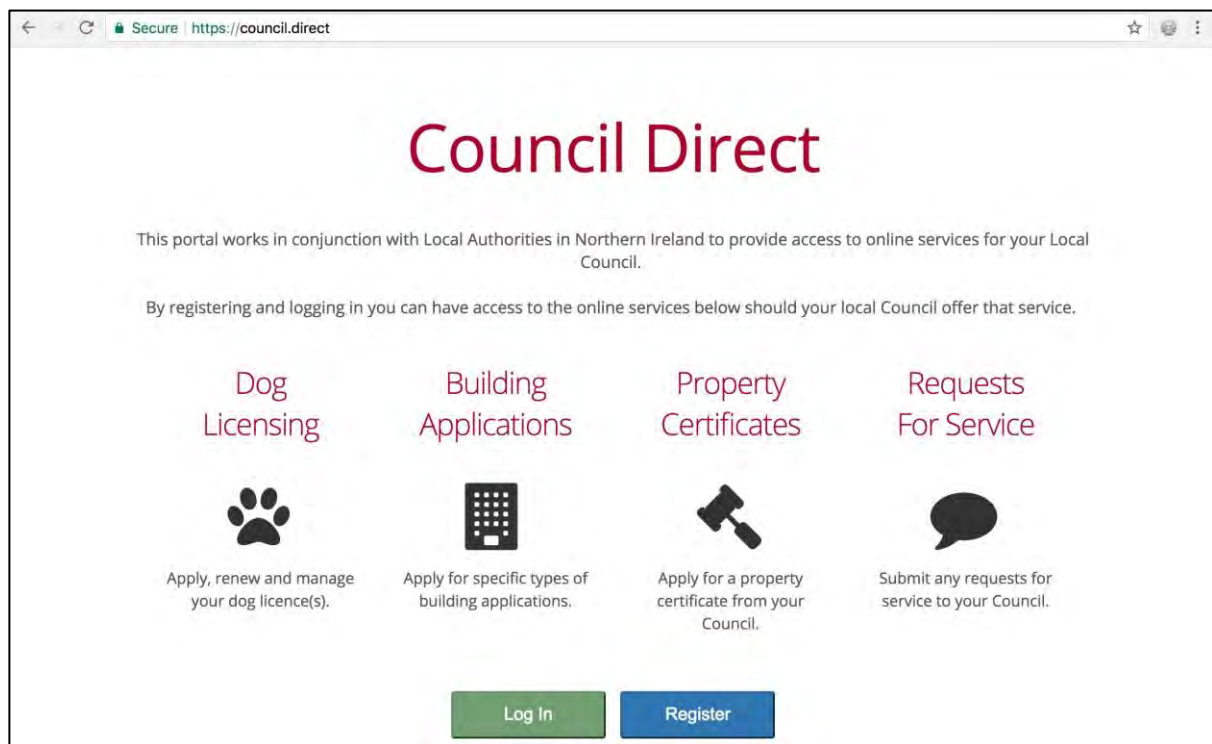 Secure https://council.direct
Council Direct
This portal works in conjunction with Local Authorities in Northern Ireland to provide access to online services for your Local
Council.
By registering and logging in you can have access to the online services below should your local Council offer that service.
Dog
Licensing
Building
Applications
Property
Certificates
Requests
For Service
Apply, renew and manage
your dog licence(s).
Apply for specific types of
building applications.
Apply for a property
certificate from your
Council.
Submit any requests for
service to your Council.
Log In
Register